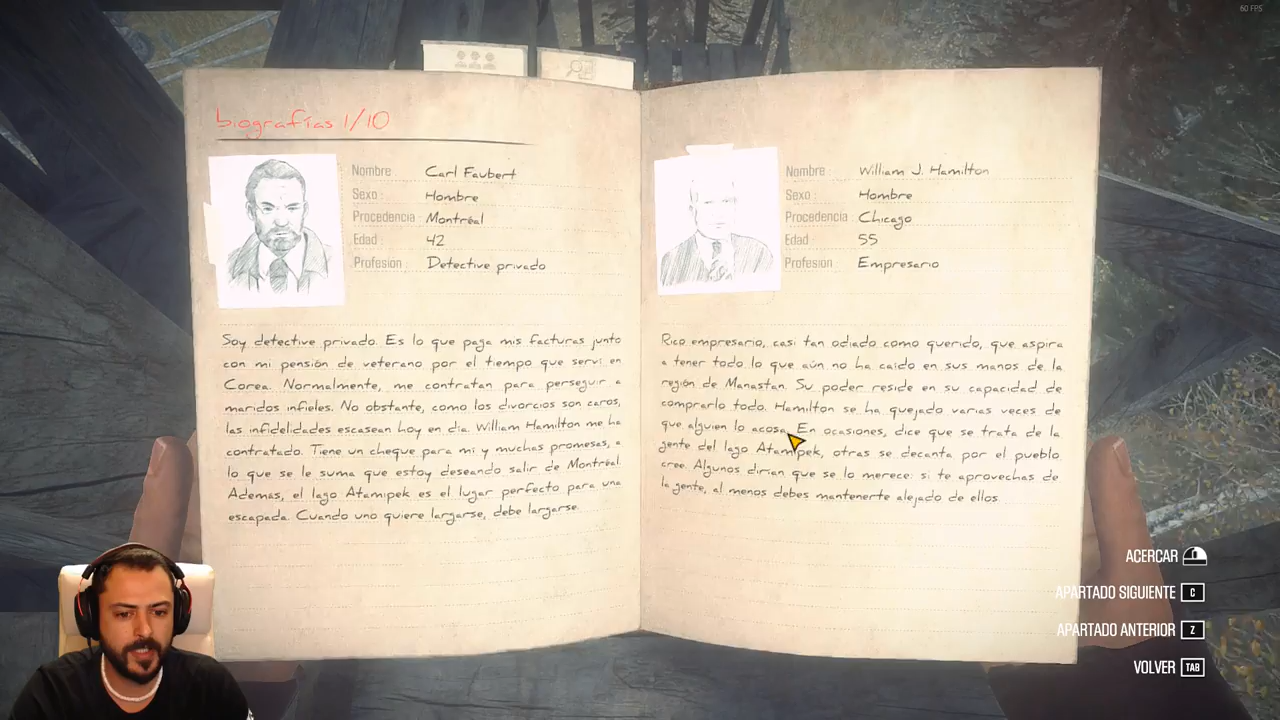 60 FPS
biografías 1/10
Nombre Carl Faubert
Sexo: Hombre
Procedencia: Montréal
Edad 42
Profesión: Detective privado
Soy detective privado. Es lo que paga mis facturas junto
con mi pensión de veterano por el tiempo que serví en
Corea. Normalmente, me contratan para perseguir a
maridos infieles. No obstante, como los divorcios son caros,
las infidelidades escasean hoy en día. William Hamilton me ha
contratado. Tiene un cheque para mí y muchas promesas, a
lo que se le suma que estoy deseando salir de Montréal.
Además, el lago Atamipek es el lugar perfecto para una
escapada. Cuando uno quiere largarse, debe largarse.
Nombre: William J. Hamilton
Sexo: Hombre
Procedencia: Chicago
Edad 55
Profesión Empresario
Rico empresario, casi tan odiado como querido, que aspira
a tener todo lo que aún no ha caído en sus manos de la
región de Manastan. Su poder reside en su capacidad de
comprarlo todo. Hamilton se ha quejado varias veces de
que alguien lo acosa. En ocasiones, dice que se trata de la
gente del lago Atamipek, otras se decanta por el pueblo
cree. Algunos dirían que se lo merece: si te aprovechas de
la gente, al menos debes mantenerte alejado de ellos.
ACERCAR
APARTADO SIGUIENTE C
APARTADO ANTERIOR Z
VOLVER TAB